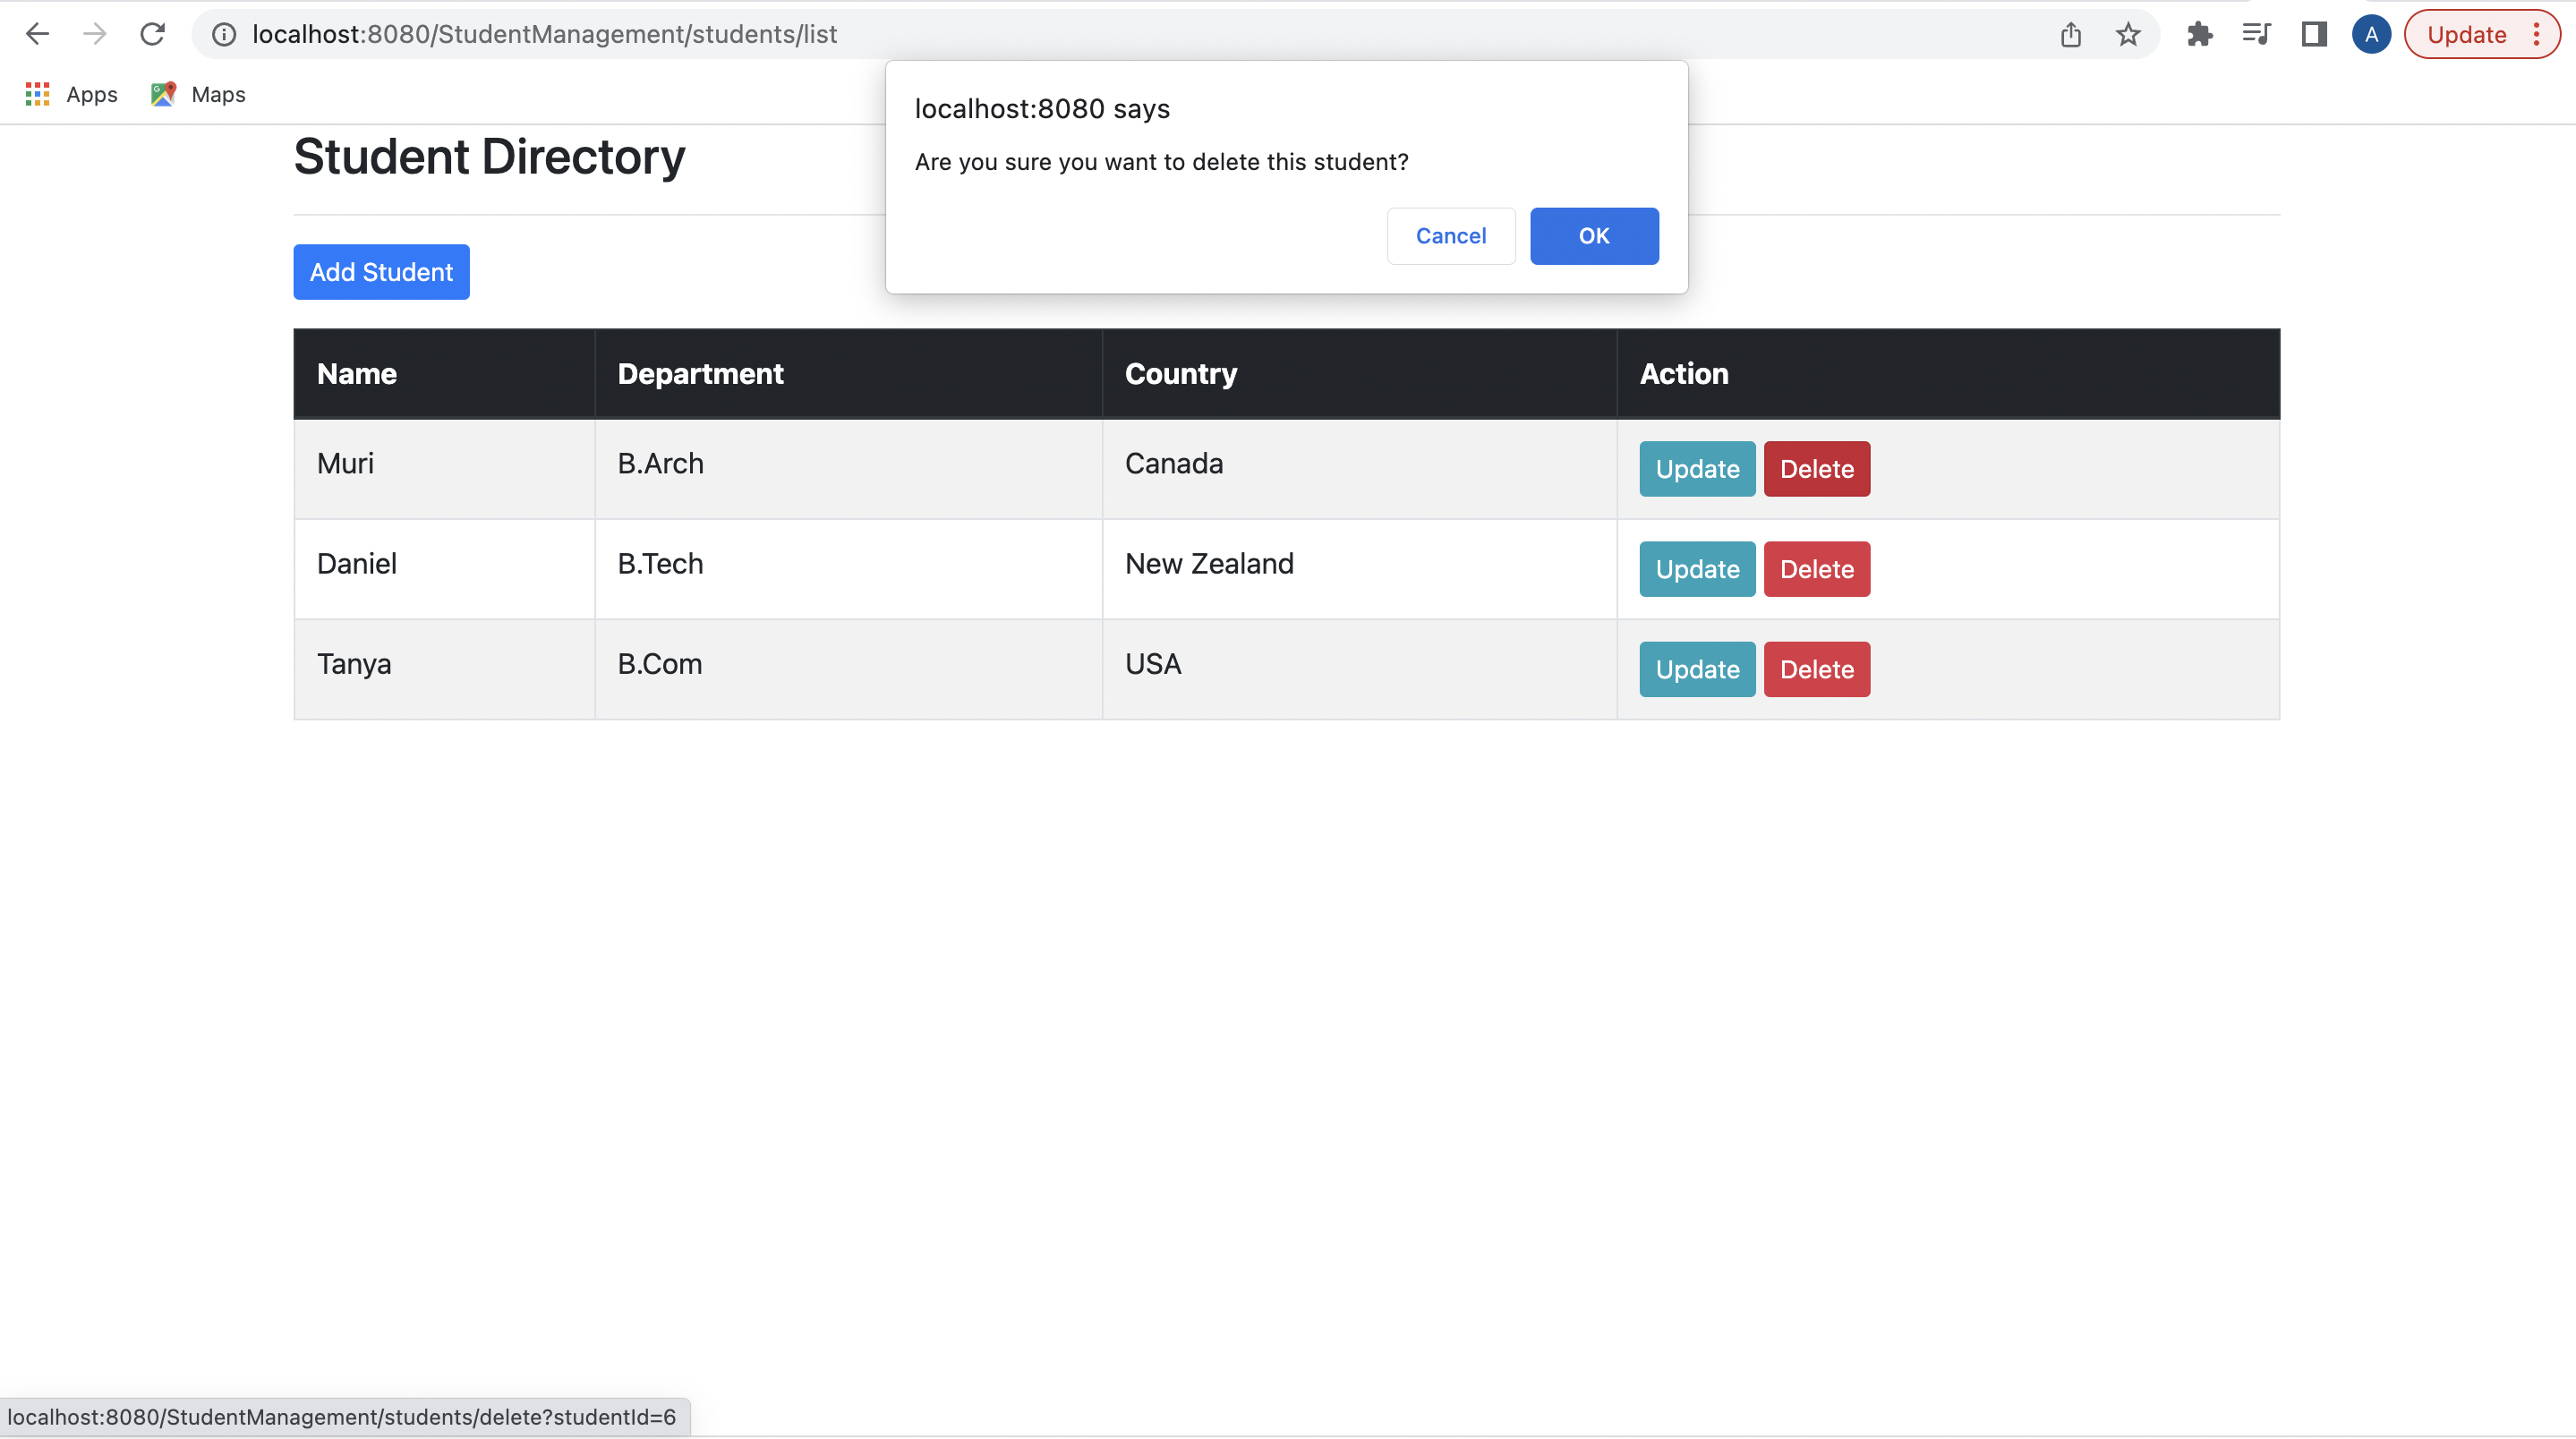 localhost:8080/StudentManagement/students/list
A
Update
Apps
Maps
localhost:8080 says
Are you sure you want to delete this student?
Cancel OK
Student Directory
Add Student
Name Department Country Action
Muri B.Arch Canada Update Delete
Daniel B.Tech New Zealand Update Delete
Tanya B.Com USA Update Delete
localhost:8080/StudentManagement/students/delete?studentId=6